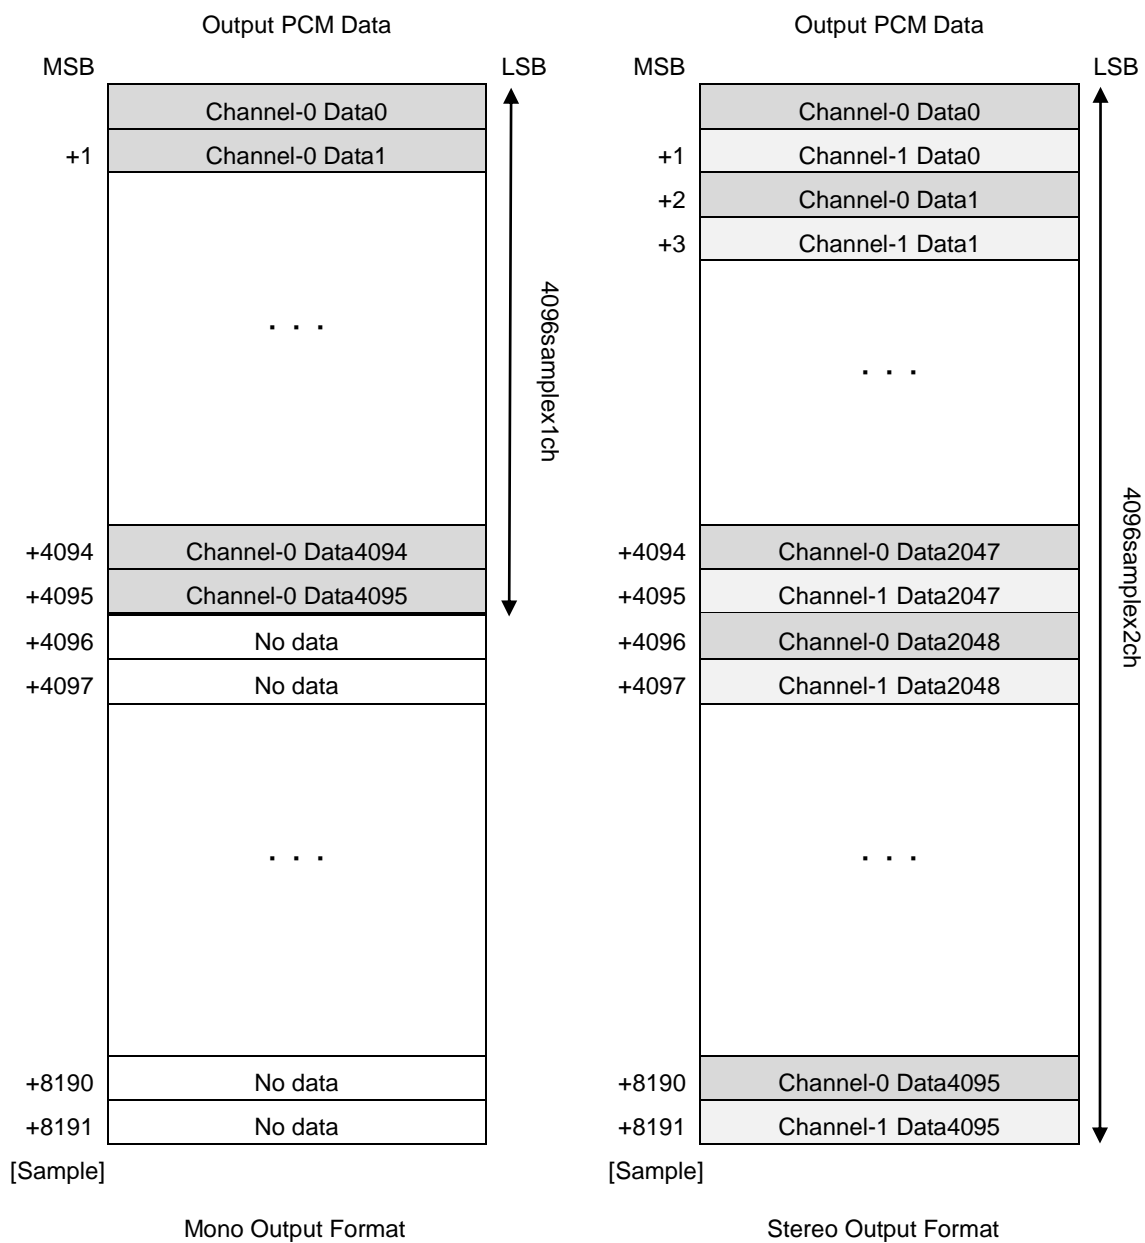 Output PCM Data
MSB
LSB
Channel-0 Data0
+1
Channel-0 Data1
. . .
4096samplex1ch
+4094
Channel-0 Data4094
+4095
Channel-0 Data4095
+4096
No data
+4097
No data
. . .
+8190
No data
+8191
No data
[Sample]
Mono Output Format
Output PCM Data
MSB
LSB
Channel-0 Data0
+1
Channel-1 Data0
+2
Channel-0 Data1
+3
Channel-1 Data1
. . .
4096samplex2ch
+4094
Channel-0 Data2047
+4095
Channel-1 Data2047
+4096
Channel-0 Data2048
+4097
Channel-1 Data2048
. . .
+8190
Channel-0 Data4095
+8191
Channel-1 Data4095
[Sample]
Stereo Output Format